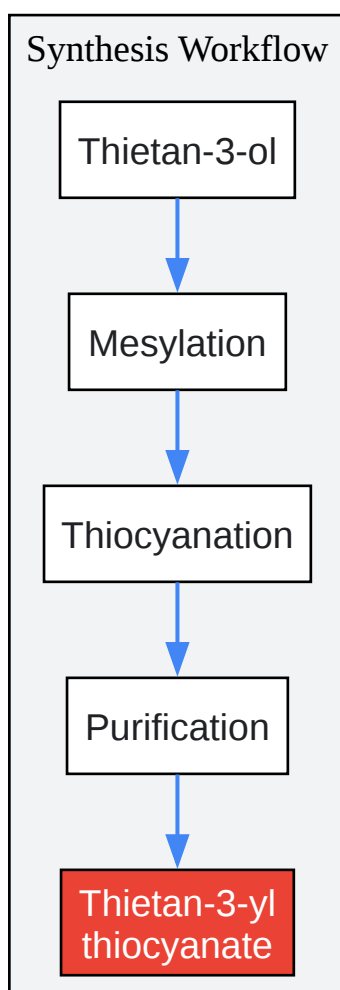 Synthesis Workflow
Thietan-3-ol
Mesylation
Thiocyanation
Purification
Thietan-3-yl
thiocyanate